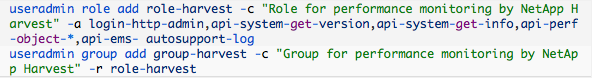 useradmin role add role-harvest -c "Role for performance monitoring by NetApp H
arvest" -a login-http-admin,api-system-get-version,api-system-get-info,api-perf
-object-*,api-ems- autosupport-log
useradmin group add group-harvest -c "Group for performance monitoring by NetAp
p Harvest" -r role-harvest